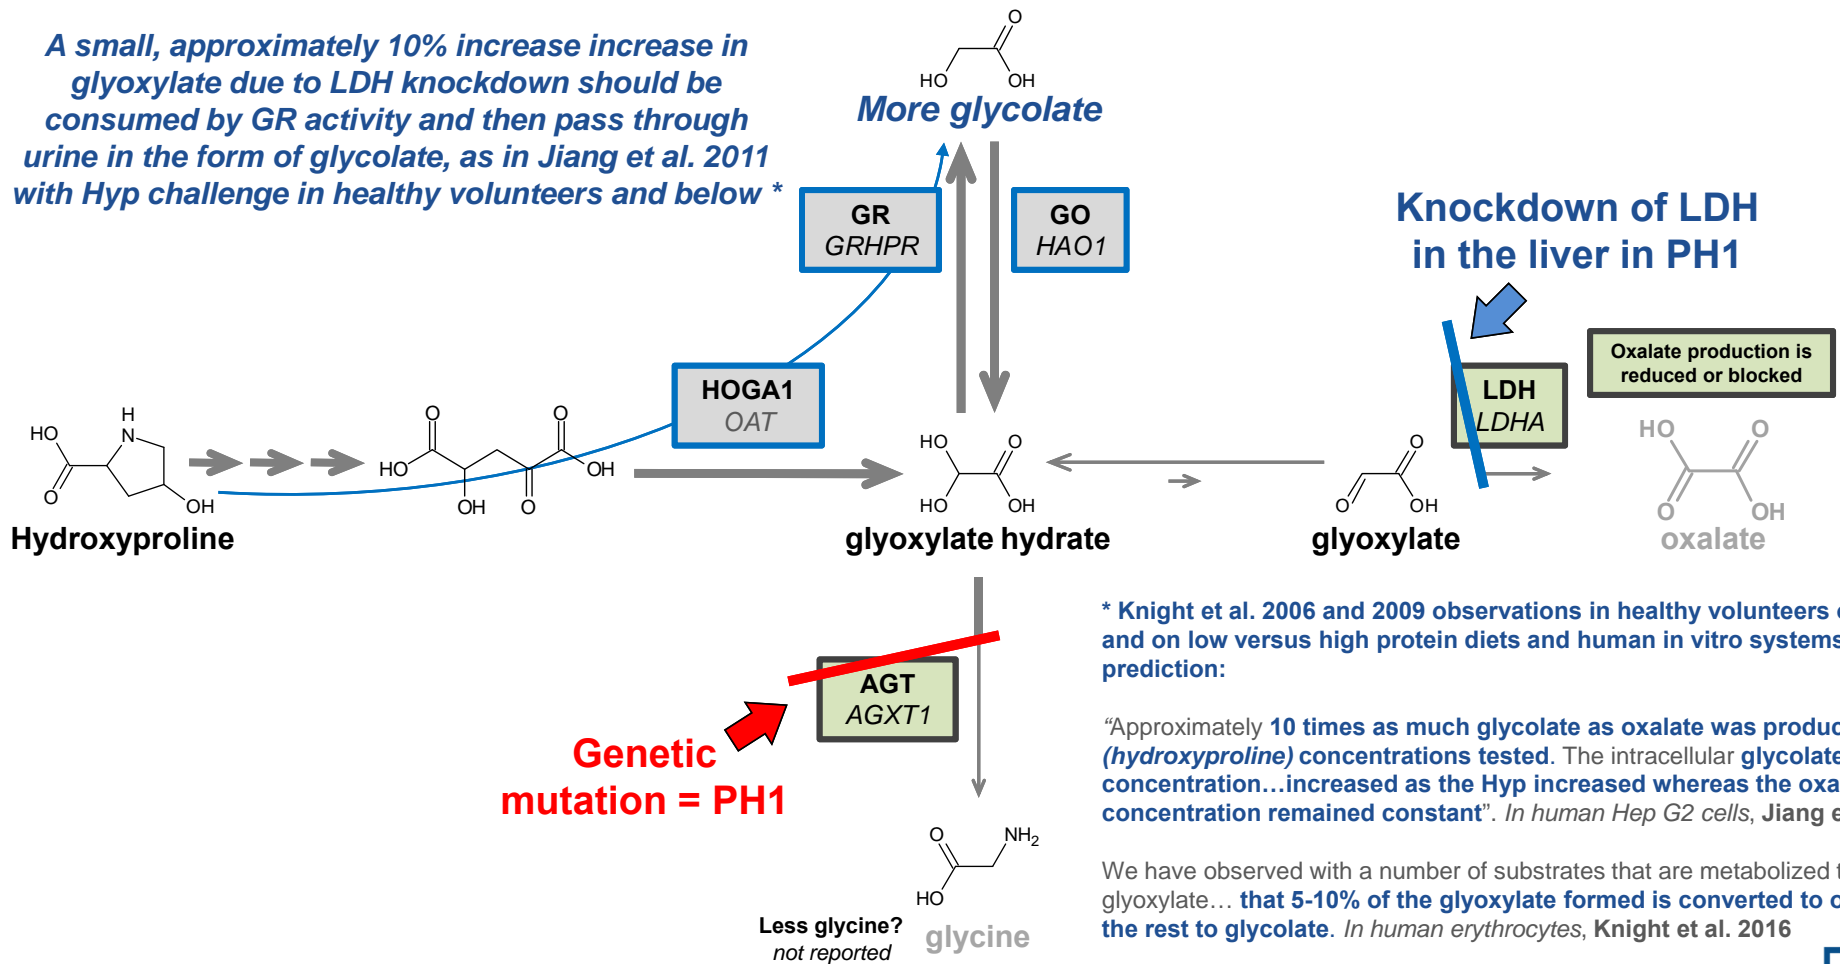 A small, approximately 10% increase increase in
glyoxylate due to LDH knockdown should be
consumed by GR activity and then pass through
urine in the form of glycolate, as in Jiang et al. 2011
with Hyp challenge in healthy volunteers and below *
O
HO
OH
More glycolate
GR
GRHPR
GO
HAO1
Knockdown of LDH
in the liver in PH1
Oxalate production is
reduced or blocked
LDH
LDHA
HOGA1
OAT
H
N
HO
O
OH
Hydroxyproline
O
O
HO
OH
OH
O
HO
O
HO
OH
glyoxylate hydrate
O
O
OH
glyoxylate
HO
O
O
OH
oxalate
AGT
AGXT1
Genetic
mutation = PH1
O
NH2
HO
glycine
Less glycine?
not reported
* Knight et al. 2006 and 2009 observations in healthy volunteers
and on low versus high protein diets and human in vitro systems
prediction:
“Approximately 10 times as much glycolate as oxalate was produc
(hydroxyproline) concentrations tested. The intracellular glycolate
concentration…increased as the Hyp increased whereas the oxa
concentration remained constant”. In human Hep G2 cells, Jiang e
We have observed with a number of substrates that are metabolized t
glyoxylate… that 5-10% of the glyoxylate formed is converted to o
the rest to glycolate. In human erythrocytes, Knight et al. 2016